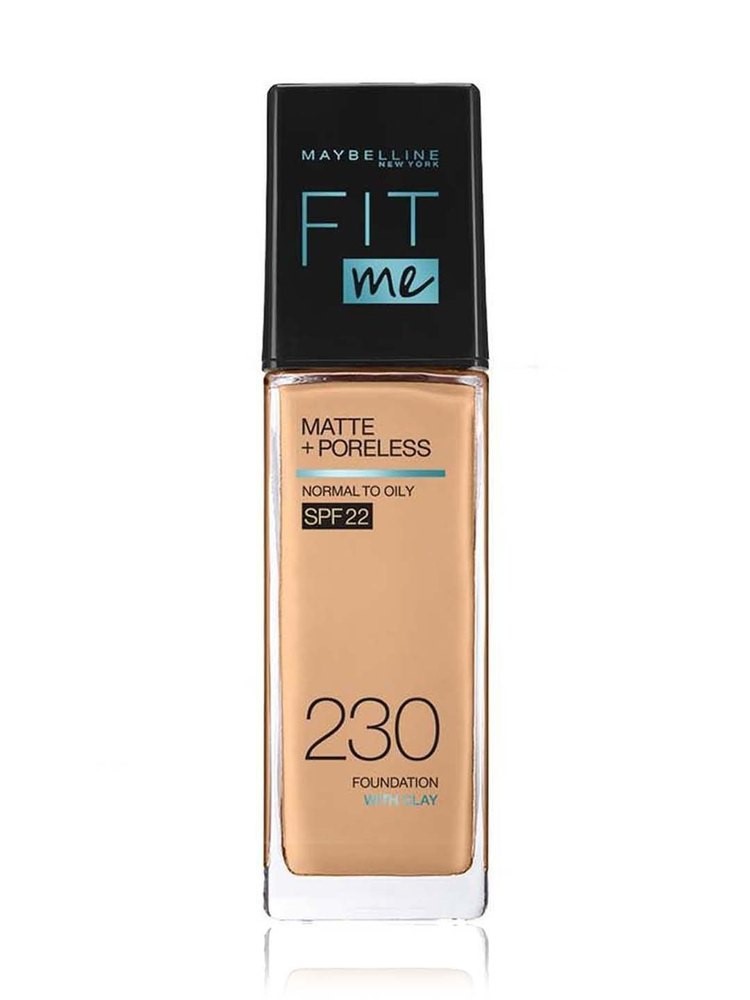 MAYBELLINE
NEW YORK
FIT
me
MATTE
+ PORELESS
NORMAL TO OILY
SPF 22
230
FOUNDATION
WITH CLAY